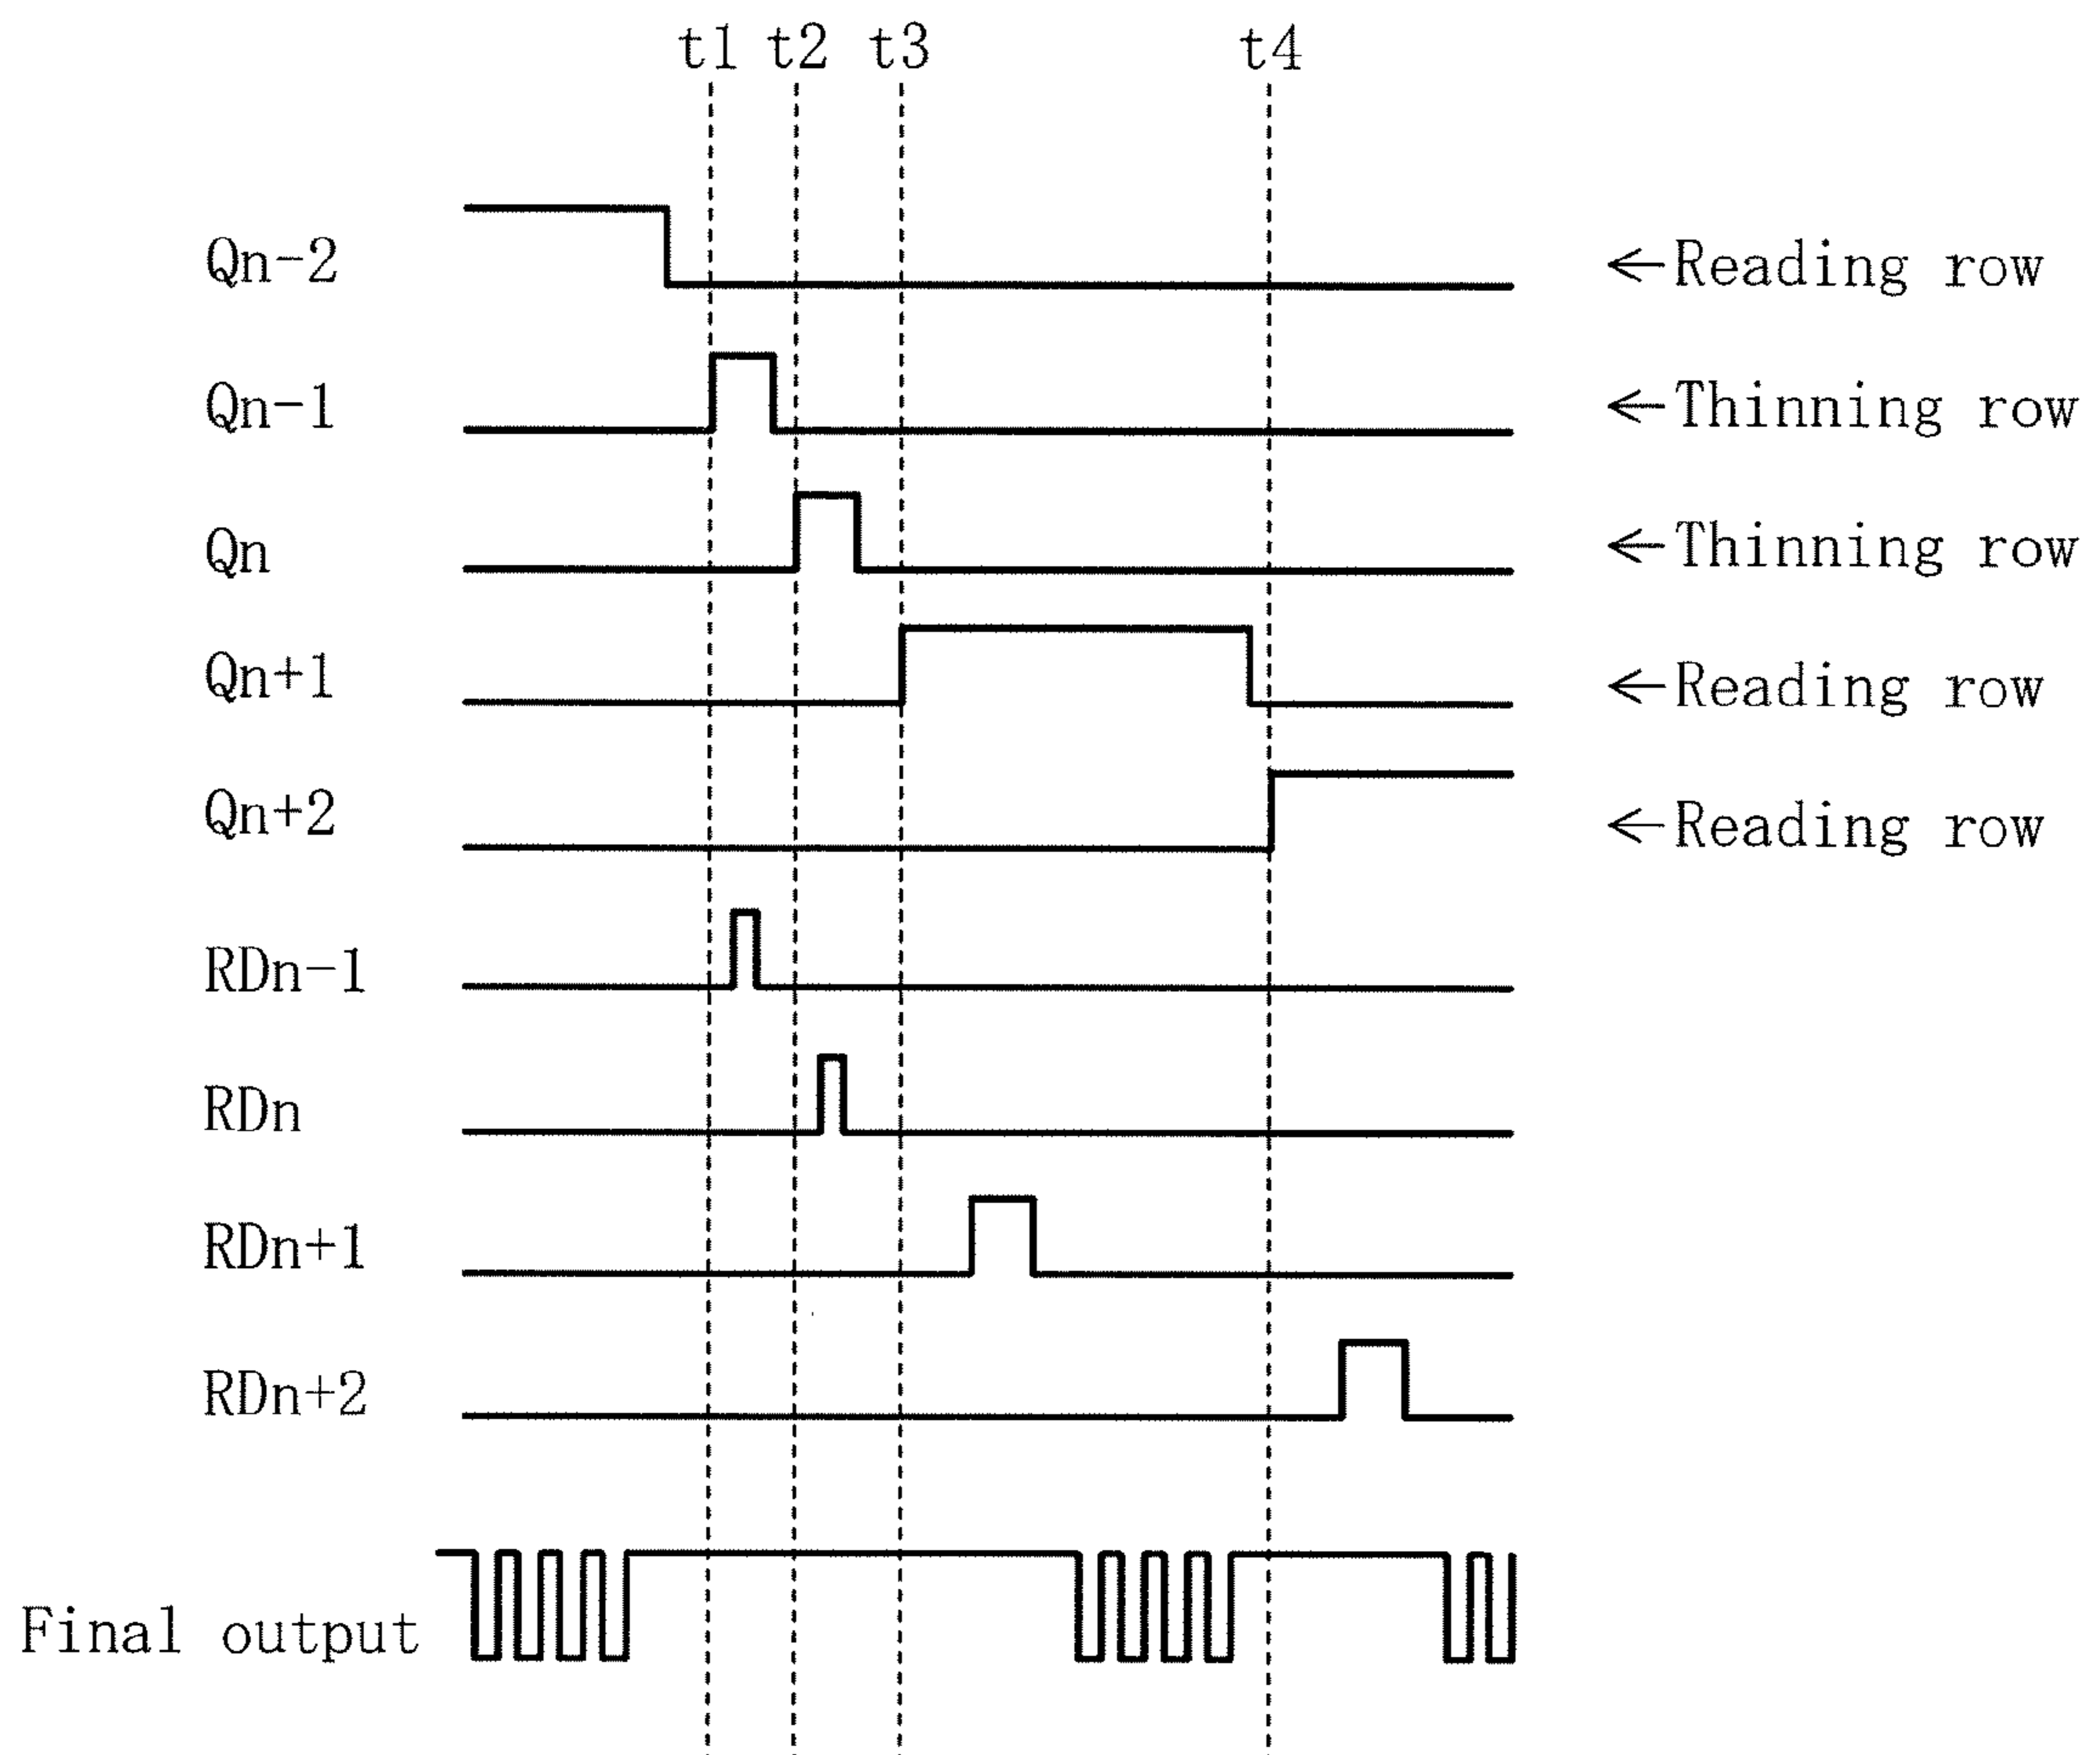 t1 t2 t3 t4
Qn-2 ←Reading row
Qn-1 ←Thinning row
Qn ←Thinning row
Qn+1 ←Reading row
Qn+2 ←Reading row
RDn-1
RDn
RDn+1
RDn+2
Final output